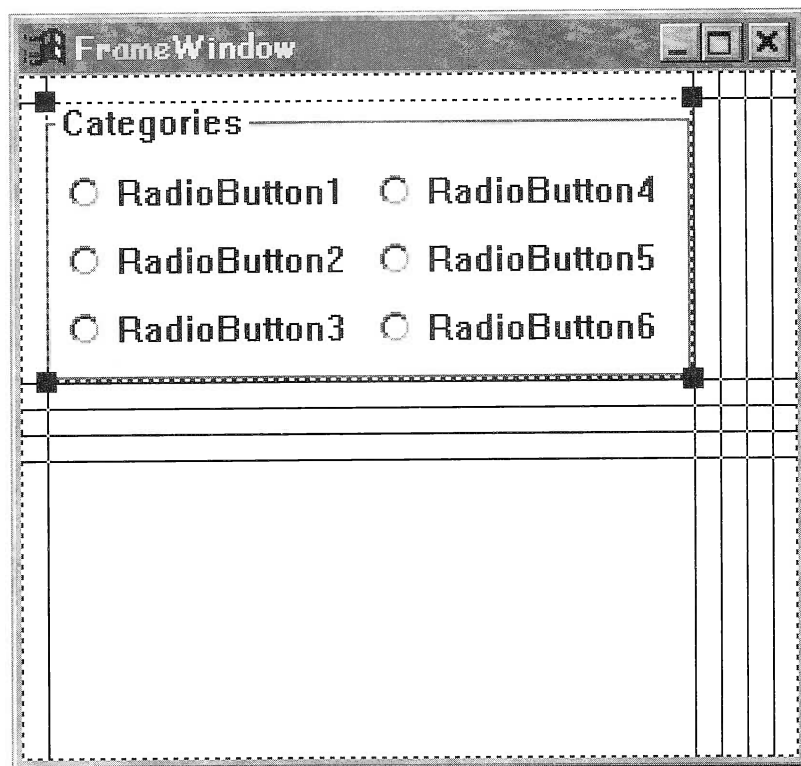 FrameWindow
Categories
RadioButton1 RadioButton4
RadioButton2 RadioButton5
RadioButton3 RadioButton6